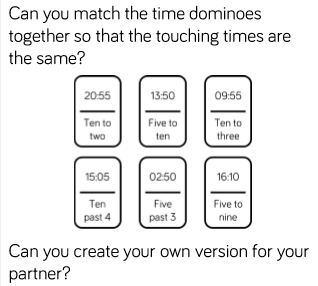 Can you match the time dominoes
together so that the touching times are
the same?
20:55
13:50
09:55
Ten to
two
Five to
ten
Ten to
three
15:05
02:50
16:10
Ten
past 4
Five
past 3
Five to
nine
Can you create your own version for your
partner?